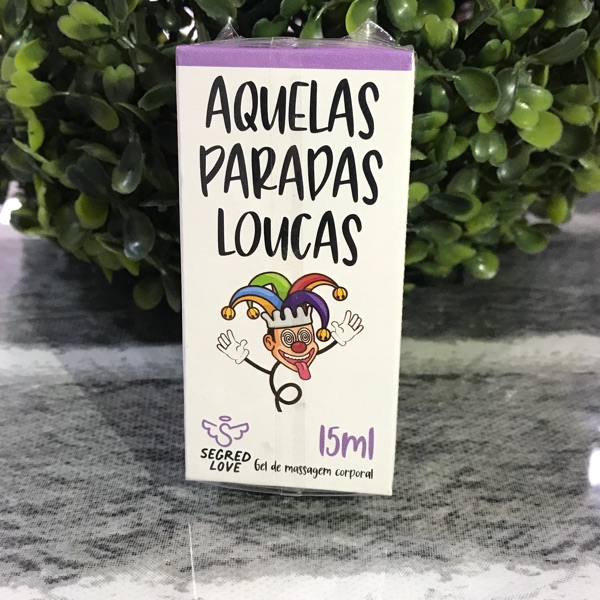 AQUELAS
PARADAS
LOUCAS
15ml
SEGRED
LOVE
Gel de massagem corporal